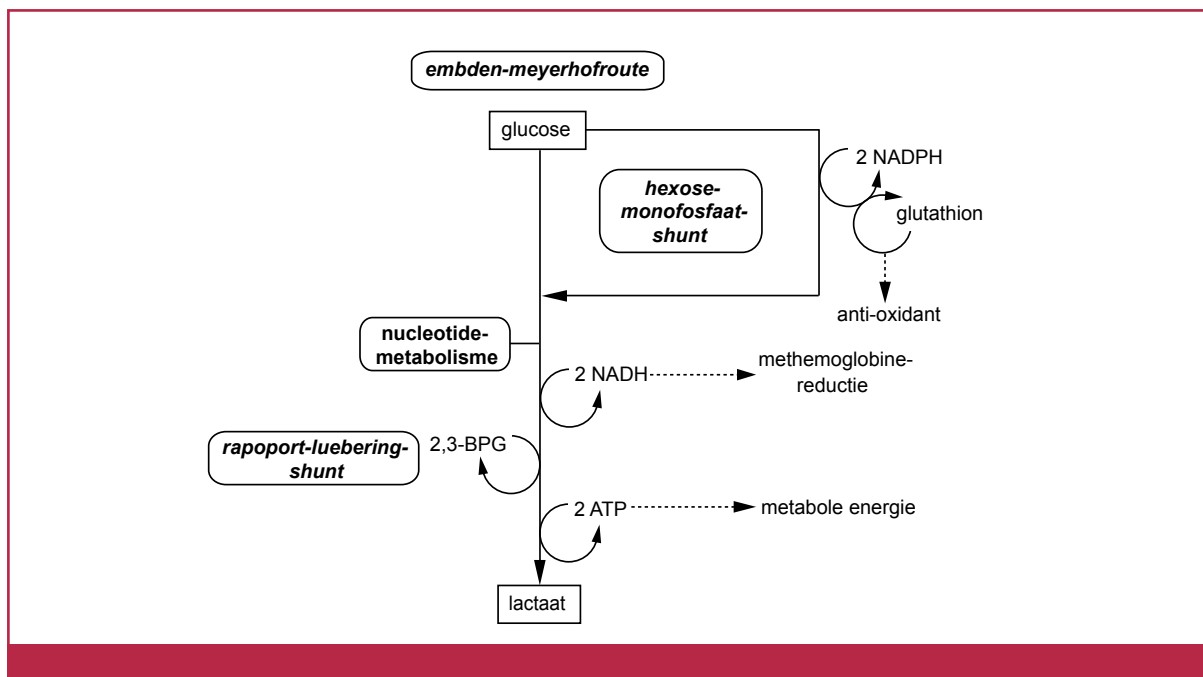 embden-meyerhofroute
glucose
2 NADPH
hexose-
monofosfaat-
shunt
glutathion
anti-oxidant
nucleotide-
metabolisme
2 NADH
methemoglobine-
reductie
rapoport-luebering-
shunt
2,3-BPG
2 ATP
metabole energie
lactaat